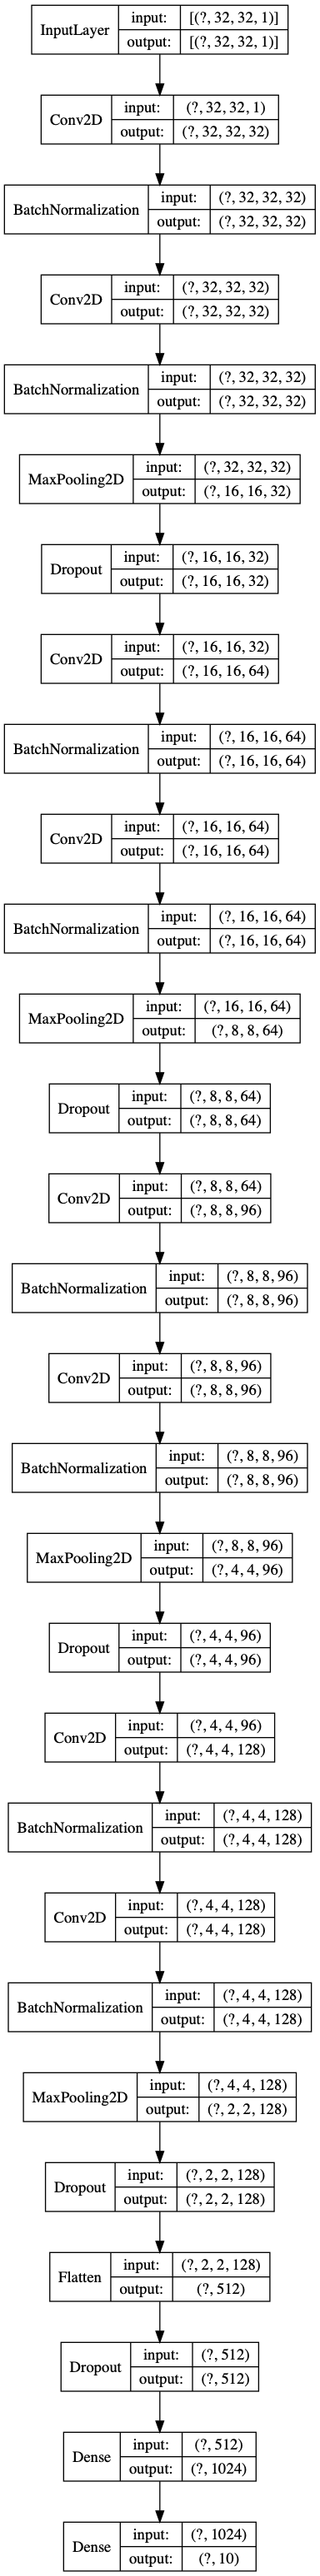 InputLayer input: [(?, 32, 32, 1)]
output: [(?, 32, 32, 1)]
Conv2D input: (?, 32, 32, 1)
output: (?, 32, 32, 32)
BatchNormalization input: (?, 32, 32, 32)
output: (?, 32, 32, 32)
Conv2D input: (?, 32, 32, 32)
output: (?, 32, 32, 32)
BatchNormalization input: (?, 32, 32, 32)
output: (?, 32, 32, 32)
MaxPooling2D input: (?, 32, 32, 32)
output: (?, 16, 16, 32)
Dropout input: (?, 16, 16, 32)
output: (?, 16, 16, 32)
Conv2D input: (?, 16, 16, 32)
output: (?, 16, 16, 64)
BatchNormalization input: (?, 16, 16, 64)
output: (?, 16, 16, 64)
Conv2D input: (?, 16, 16, 64)
output: (?, 16, 16, 64)
BatchNormalization input: (?, 16, 16, 64)
output: (?, 16, 16, 64)
MaxPooling2D input: (?, 16, 16, 64)
output: (?, 8, 8, 64)
Dropout input: (?, 8, 8, 64)
output: (?, 8, 8, 64)
Conv2D input: (?, 8, 8, 64)
output: (?, 8, 8, 96)
BatchNormalization input: (?, 8, 8, 96)
output: (?, 8, 8, 96)
Conv2D input: (?, 8, 8, 96)
output: (?, 8, 8, 96)
BatchNormalization input: (?, 8, 8, 96)
output: (?, 8, 8, 96)
MaxPooling2D input: (?, 8, 8, 96)
output: (?, 4, 4, 96)
Dropout input: (?, 4, 4, 96)
output: (?, 4, 4, 96)
Conv2D input: (?, 4, 4, 96)
output: (?, 4, 4, 128)
BatchNormalization input: (?, 4, 4, 128)
output: (?, 4, 4, 128)
Conv2D input: (?, 4, 4, 128)
output: (?, 4, 4, 128)
BatchNormalization input: (?, 4, 4, 128)
output: (?, 4, 4, 128)
MaxPooling2D input: (?, 4, 4, 128)
output: (?, 2, 2, 128)
Dropout input: (?, 2, 2, 128)
output: (?, 2, 2, 128)
Flatten input: (?, 2, 2, 128)
output: (?, 512)
Dropout input: (?, 512)
output: (?, 512)
Dense input: (?, 512)
output: (?, 1024)
Dense input: (?, 1024)
output: (?, 10)